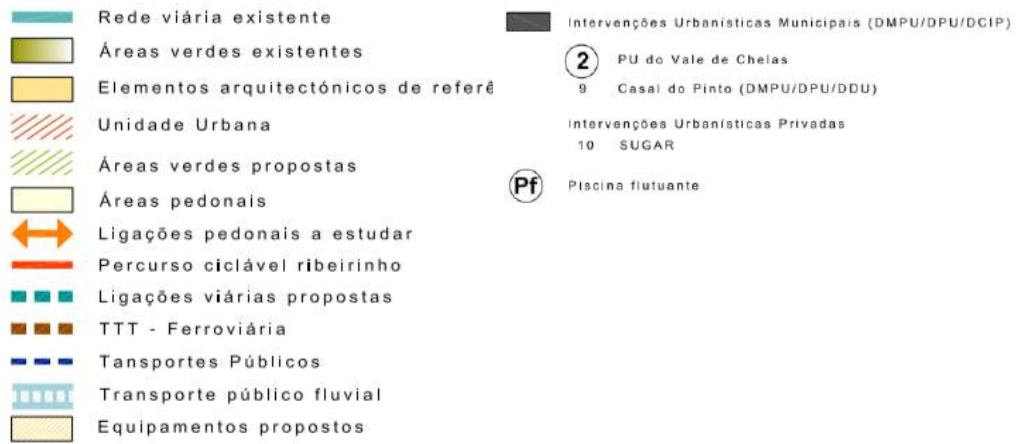 Rede viária existente
Áreas verdes existentes
Elementos arquitectónicos de referê
Unidade Urbana
Áreas verdes propostas
Áreas pedonais
Ligações pedonais a estudar
Percurso ciclável ribeirinho
Ligações viárias propostas
TTT - Ferroviária
Tansportes Públicos
Transporte público fluvial
Equipamentos propostos
Intervenções Urbanísticas Municipais (DMPU/DPU/DCIP)
2 PU do Vale de Chelas
9 Casal do Pinto (DMPU/DPU/DDU)
Intervenções Urbanísticas Privadas
10 SUGAR
Pf Piscina flutuante